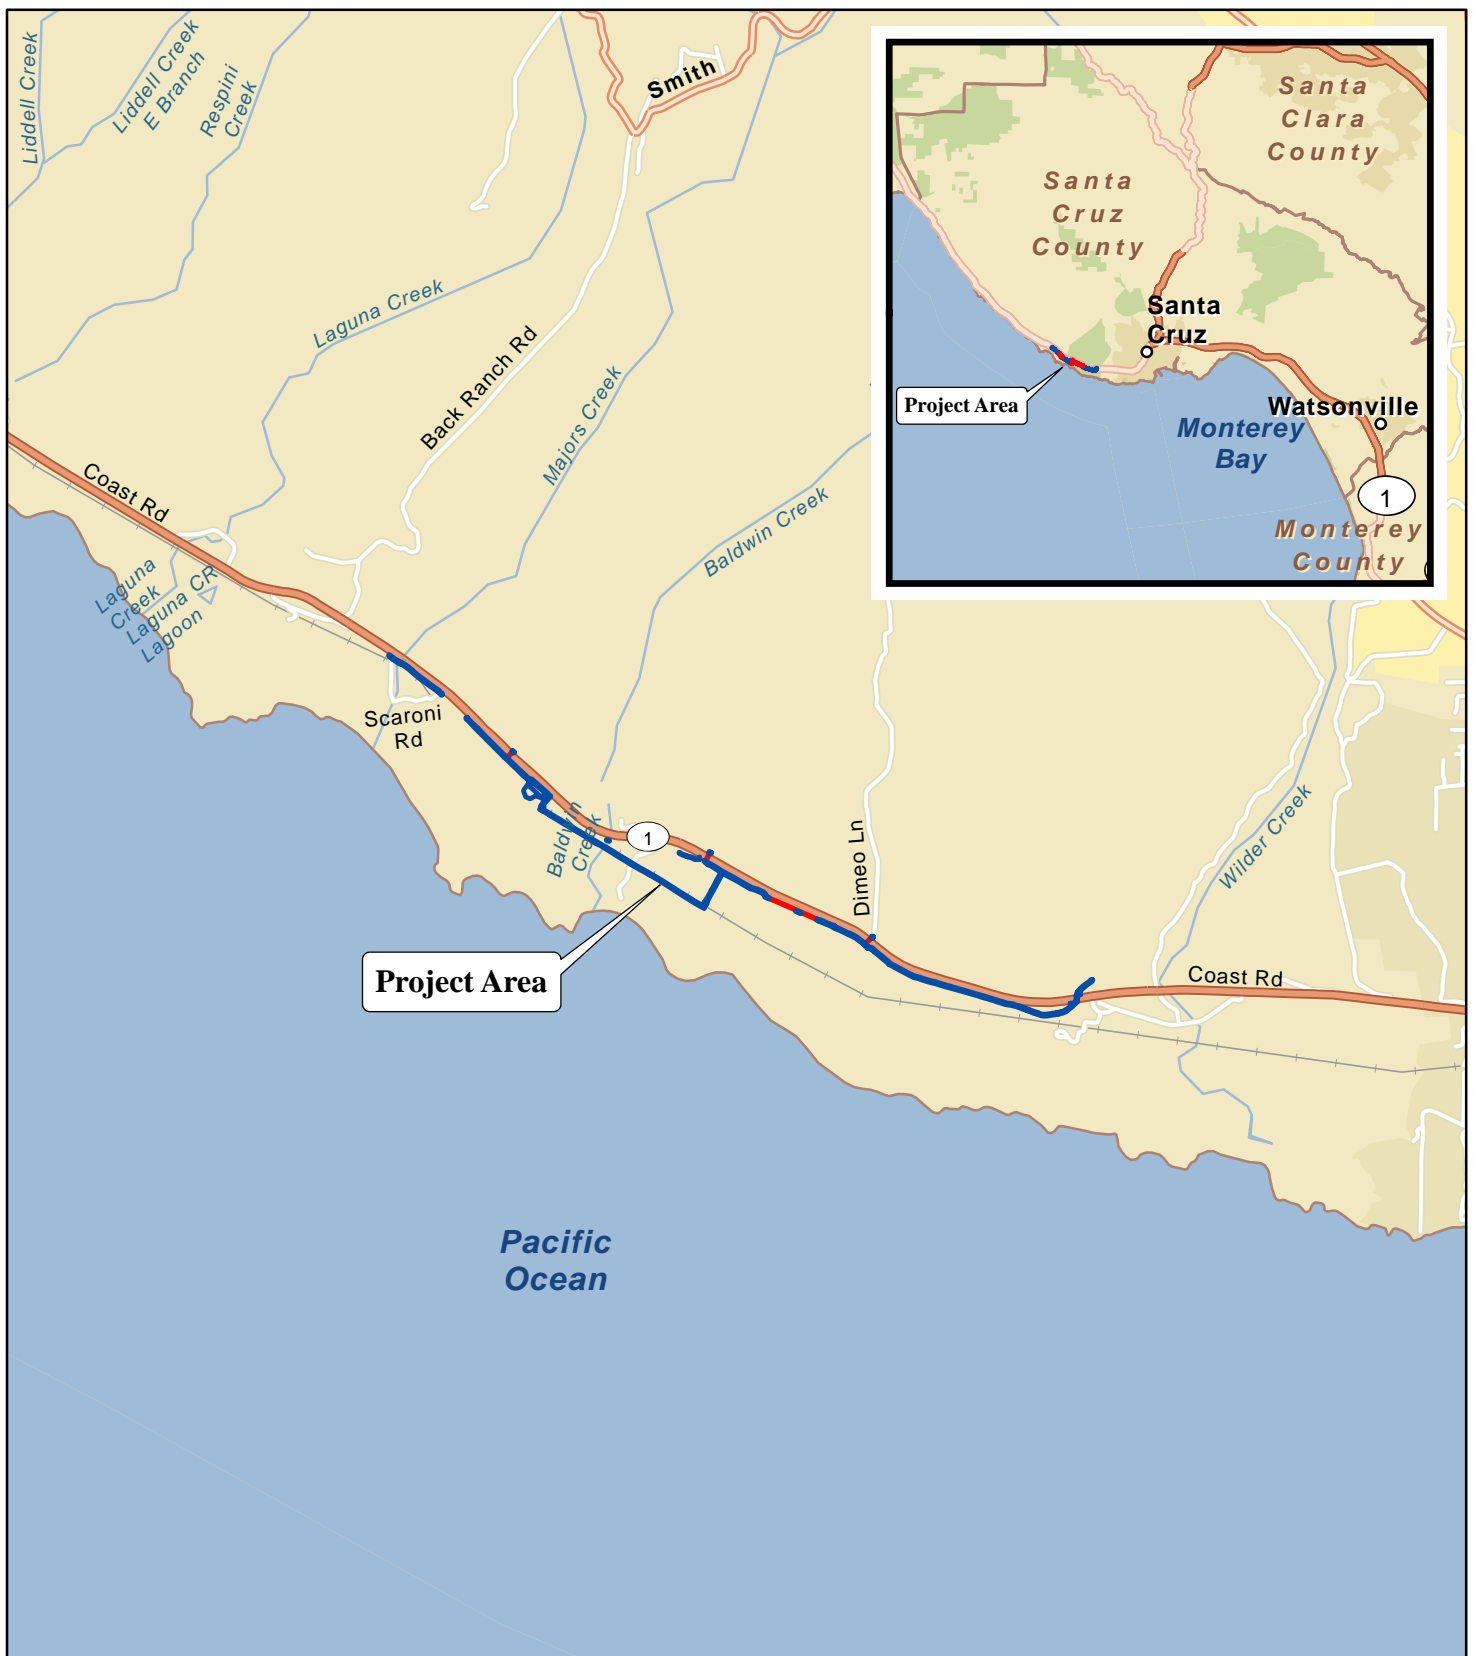 Liddell Creek
Liddell Creek
E Branch
Respini
Creek
Smith
Laguna Creek
Back Ranch Rd
Majors Creek
Baldwin Creek
Coast Rd
Laguna
Creek
Laguna CR
Lagoon
Scaroni
Rd
Baldwin
Creek
1
Dimeo Ln
Wilder Creek
Coast Rd
Project Area
Pacific
Ocean
Santa
Clara
County
Santa
Cruz
County
Santa
Cruz
Project Area
Watsonville
Monterey
Bay
1
Monterey
County